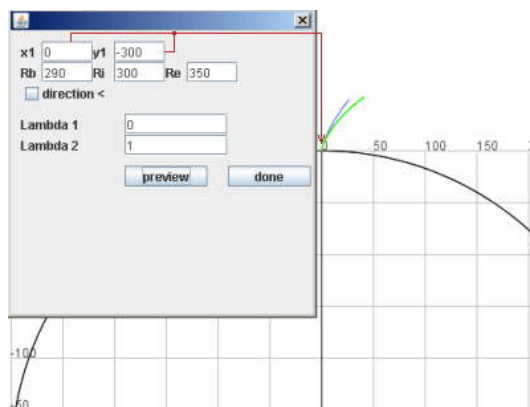 x1 0 y1 -300
Rb 290 Ri 300 Re 350
direction <
Lambda 1 0
Lambda 2 1
preview done
0 50 100 150
-100